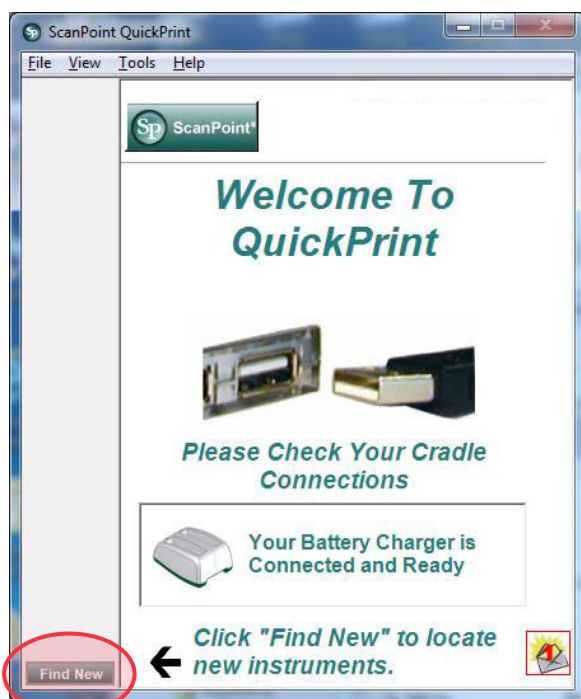 ScanPoint QuickPrint
File View Tools Help
Sp ScanPoint®
Welcome To
QuickPrint
Please Check Your Cradle
Connections
Your Battery Charger is
Connected and Ready
Click "Find New" to locate
new instruments.
Find New